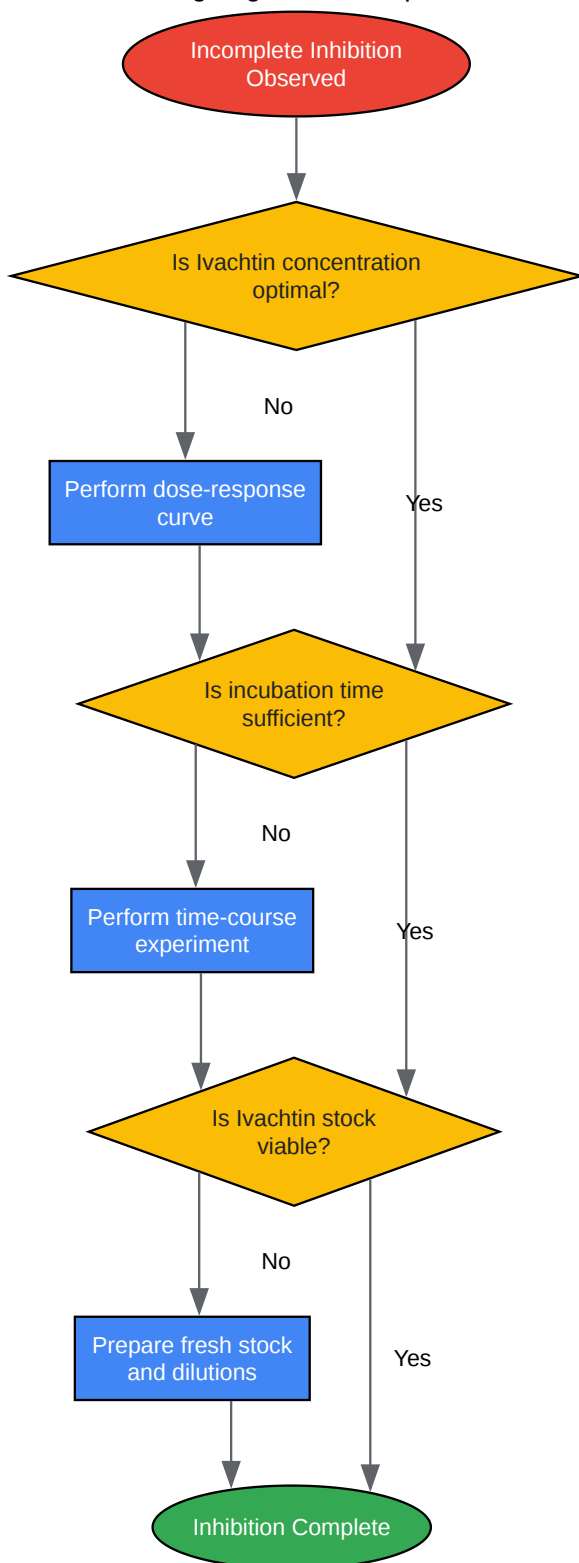 Incomplete Inhibition
Observed
Is Ivachtin concentration
optimal?
No
Perform dose-response
curve
Yes
Is incubation time
sufficient?
No
Perform time-course
experiment
Yes
Is Ivachtin stock
viable?
No
Prepare fresh stock
and dilutions
Yes
Inhibition Complete